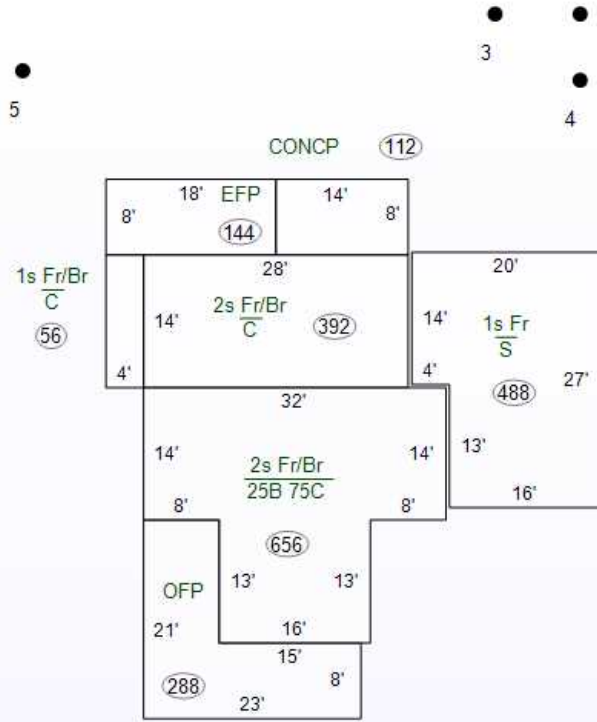 3
5
4
CONCP 112
18' EFP 14'
8' 144 8'
1s Fr/Br
C
56
4'
28'
14' 2s Fr/Br
C 392
20'
14' 1s Fr
S
4' 488 27'
13'
16'
32'
14' 2s Fr/Br 14'
25B 75C
8' 8'
656
13' 13'
16'
OFP
21'
15'
288 8'
23'